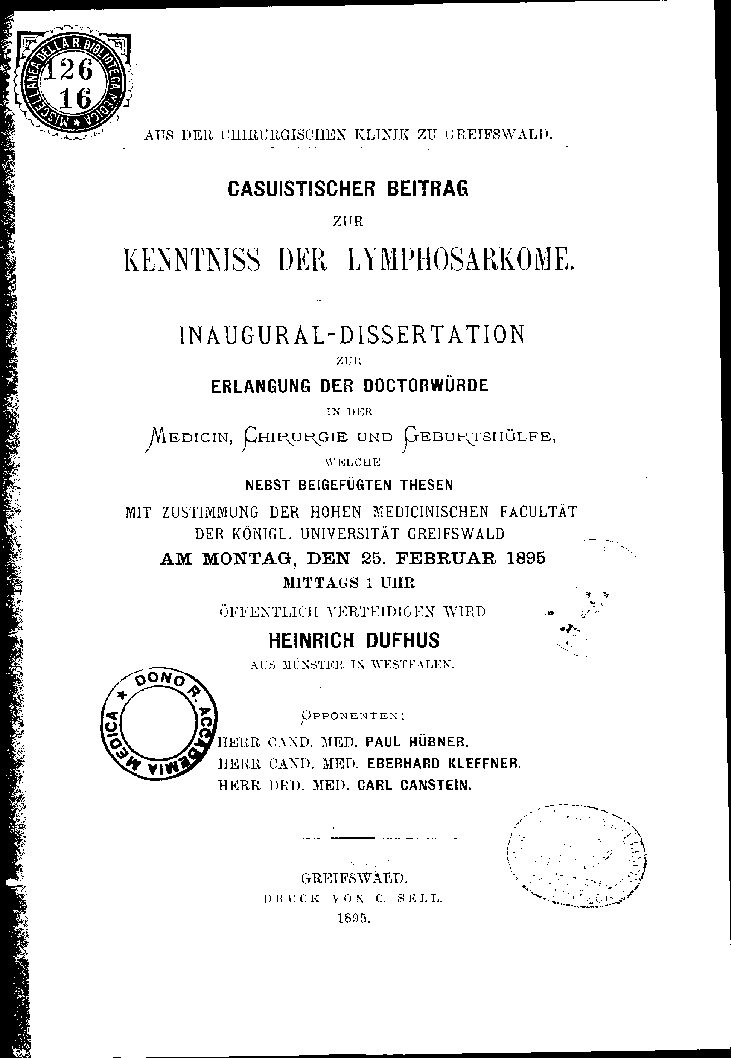 MISCELLANEA DELLA R. BIBLIOTECA MEDICA
126
16
AUS DER CHIRURGISCHEN KLINIK ZU GREIFSWALD.
CASUISTISCHER BEITRAG
ZUR
KENNTNISS DER LYMPHOSARKOME.
INAUGURAL-DISSERTATION
ZUR
ERLANGUNG DER DOCTORWÜRDE
IN DER
MEDICIN, CHIRURGIE UND GEBURTSHÜLFE,
WELCHE
NEBST BEIGEFÜGTEN THESEN
MIT ZUSTIMMUNG DER HOHEN MEDICINISCHEN FACULTÄT
DER KÖNIGL. UNIVERSITÄT GREIFSWALD
AM MONTAG, DEN 25. FEBRUAR 1895
MITTAGS 1 UHR
ÖFFENTLICH VERTEIDIGEN WIRD
HEINRICH DUFHUS
AUS MÜNSTER IN WESTFALEN.
DONO R. ACCADEMIA MEDICA
OPPONENTEN:
HERR CAND. MED. PAUL HÜBNER.
HERR CAND. MED. EBERHARD KLEFFNER.
HERR DRD. MED. CARL CANSTEIN.
GREIFSWALD.
DRUCK VON C. SELL.
1895.